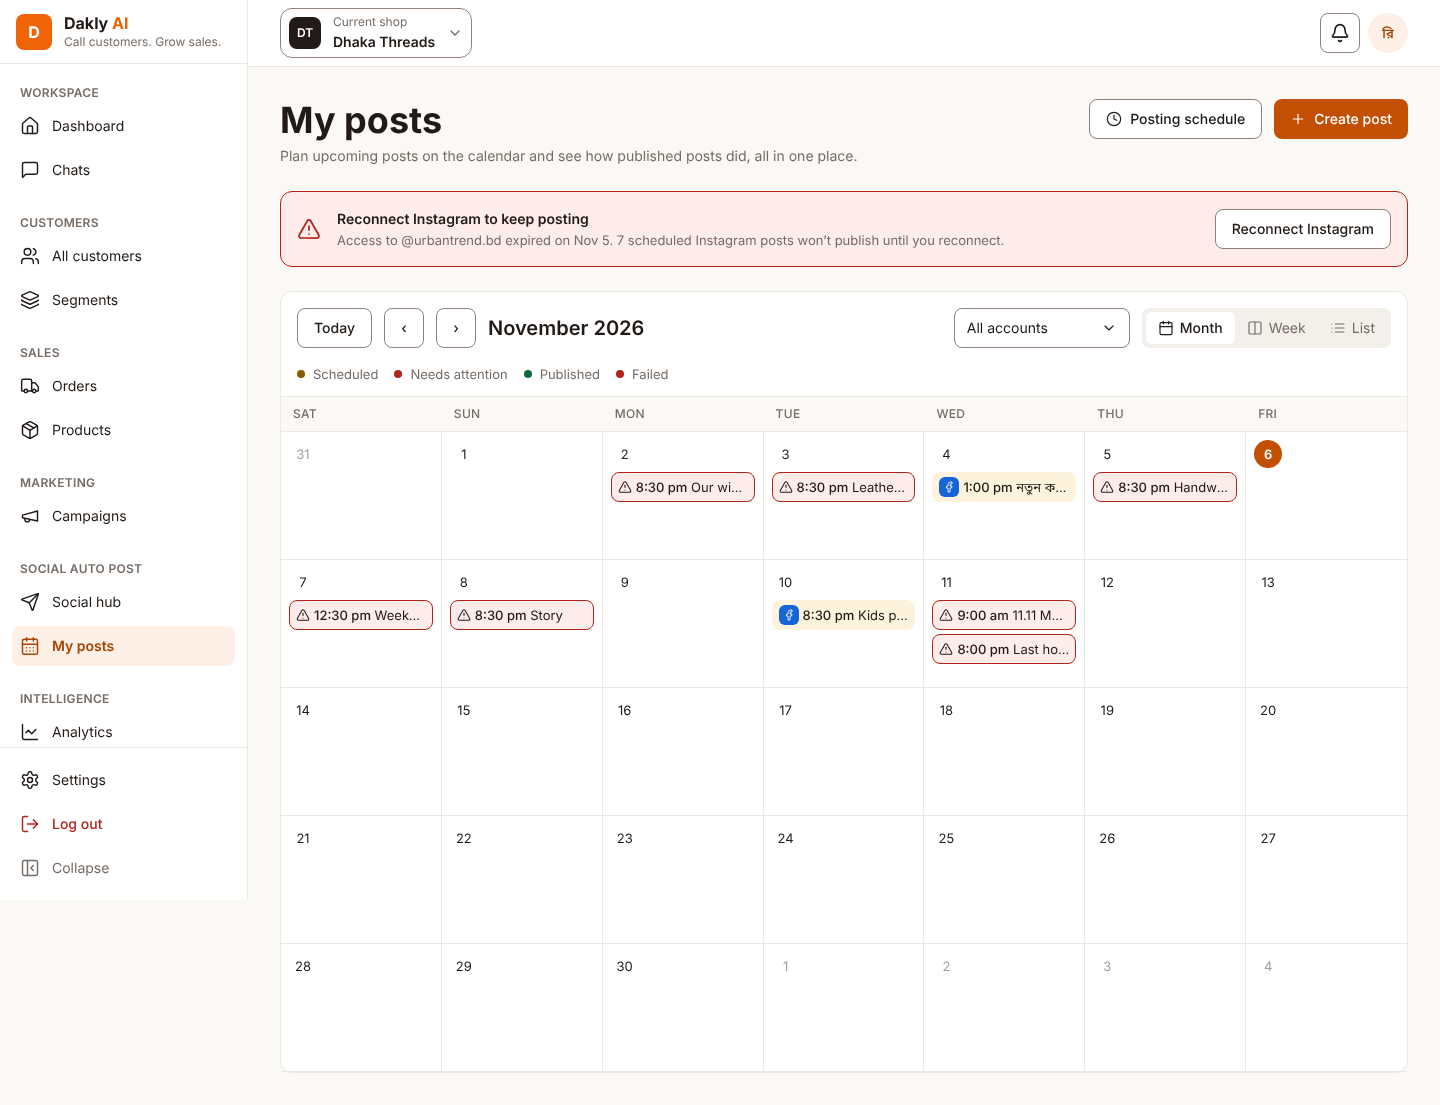 D
Dakly AI
Call customers. Grow sales.
DT
Current shop
Dhaka Threads
রি
WORKSPACE
Dashboard
Chats
CUSTOMERS
All customers
Segments
SALES
Orders
Products
MARKETING
Campaigns
SOCIAL AUTO POST
Social hub
My posts
INTELLIGENCE
Analytics
Settings
Log out
Collapse
My posts
Plan upcoming posts on the calendar and see how published posts did, all in one place.
Posting schedule
Create post
Reconnect Instagram to keep posting
Access to @urbantrend.bd expired on Nov 5. 7 scheduled Instagram posts won’t publish until you reconnect.
Reconnect Instagram
Today
‹
›
November 2026
All accounts
Month
Week
List
Scheduled
Needs attention
Published
Failed
SAT SUN MON TUE WED THU FRI
31 1 2 3 4 5 6
8:30 pm Our wi...
8:30 pm Leathe...
1:00 pm নতুন ক...
8:30 pm Handw...
7 8 9 10 11 12 13
12:30 pm Week...
8:30 pm Story
8:30 pm Kids p...
9:00 am 11.11 M...
8:00 pm Last ho...
14 15 16 17 18 19 20
21 22 23 24 25 26 27
28 29 30 1 2 3 4